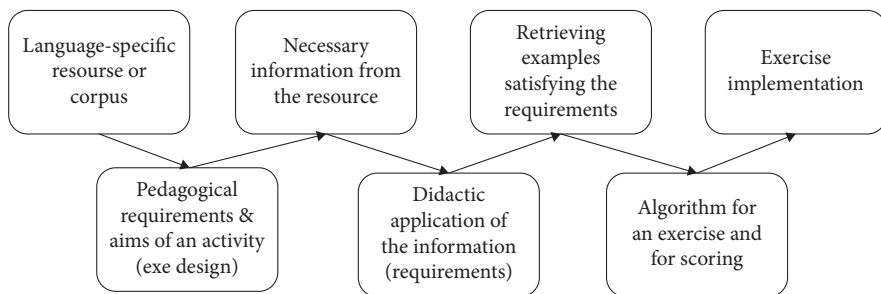 Language-specific
resourse or
corpus
Pedagogical
requirements &
aims of an activity
(exe design)
Necessary
information from
the resource
Didactic
application of
the information
(requirements)
Retrieving
examples
satisfying the
requirements
Algorithm for
an exercise and
for scoring
Exercise
implementation